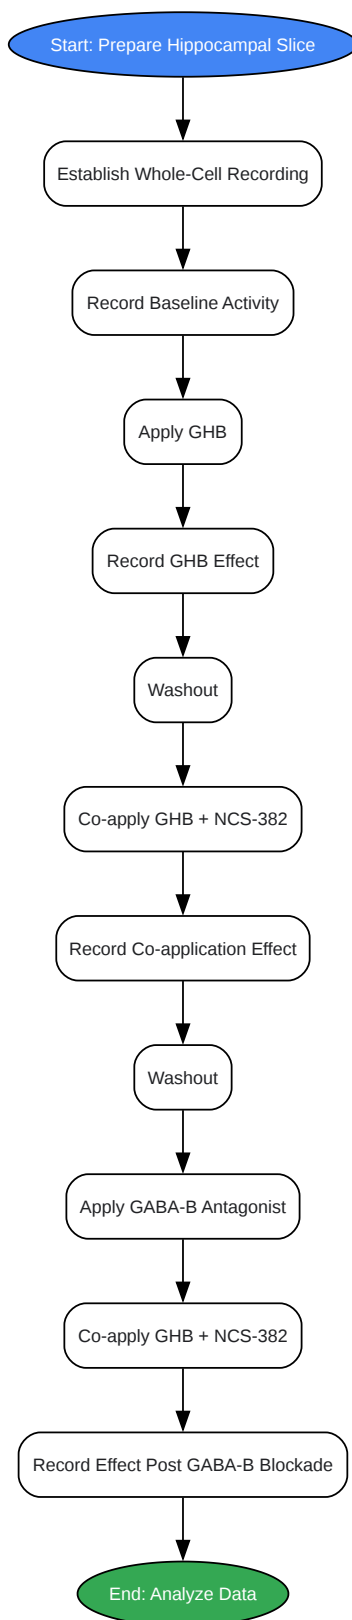 Start: Prepare Hippocampal Slice
Establish Whole-Cell Recording
Record Baseline Activity
Apply GHB
Record GHB Effect
Washout
Co-apply GHB + NCS-382
Record Co-application Effect
Washout
Apply GABA-B Antagonist
Co-apply GHB + NCS-382
Record Effect Post GABA-B Blockade
End: Analyze Data